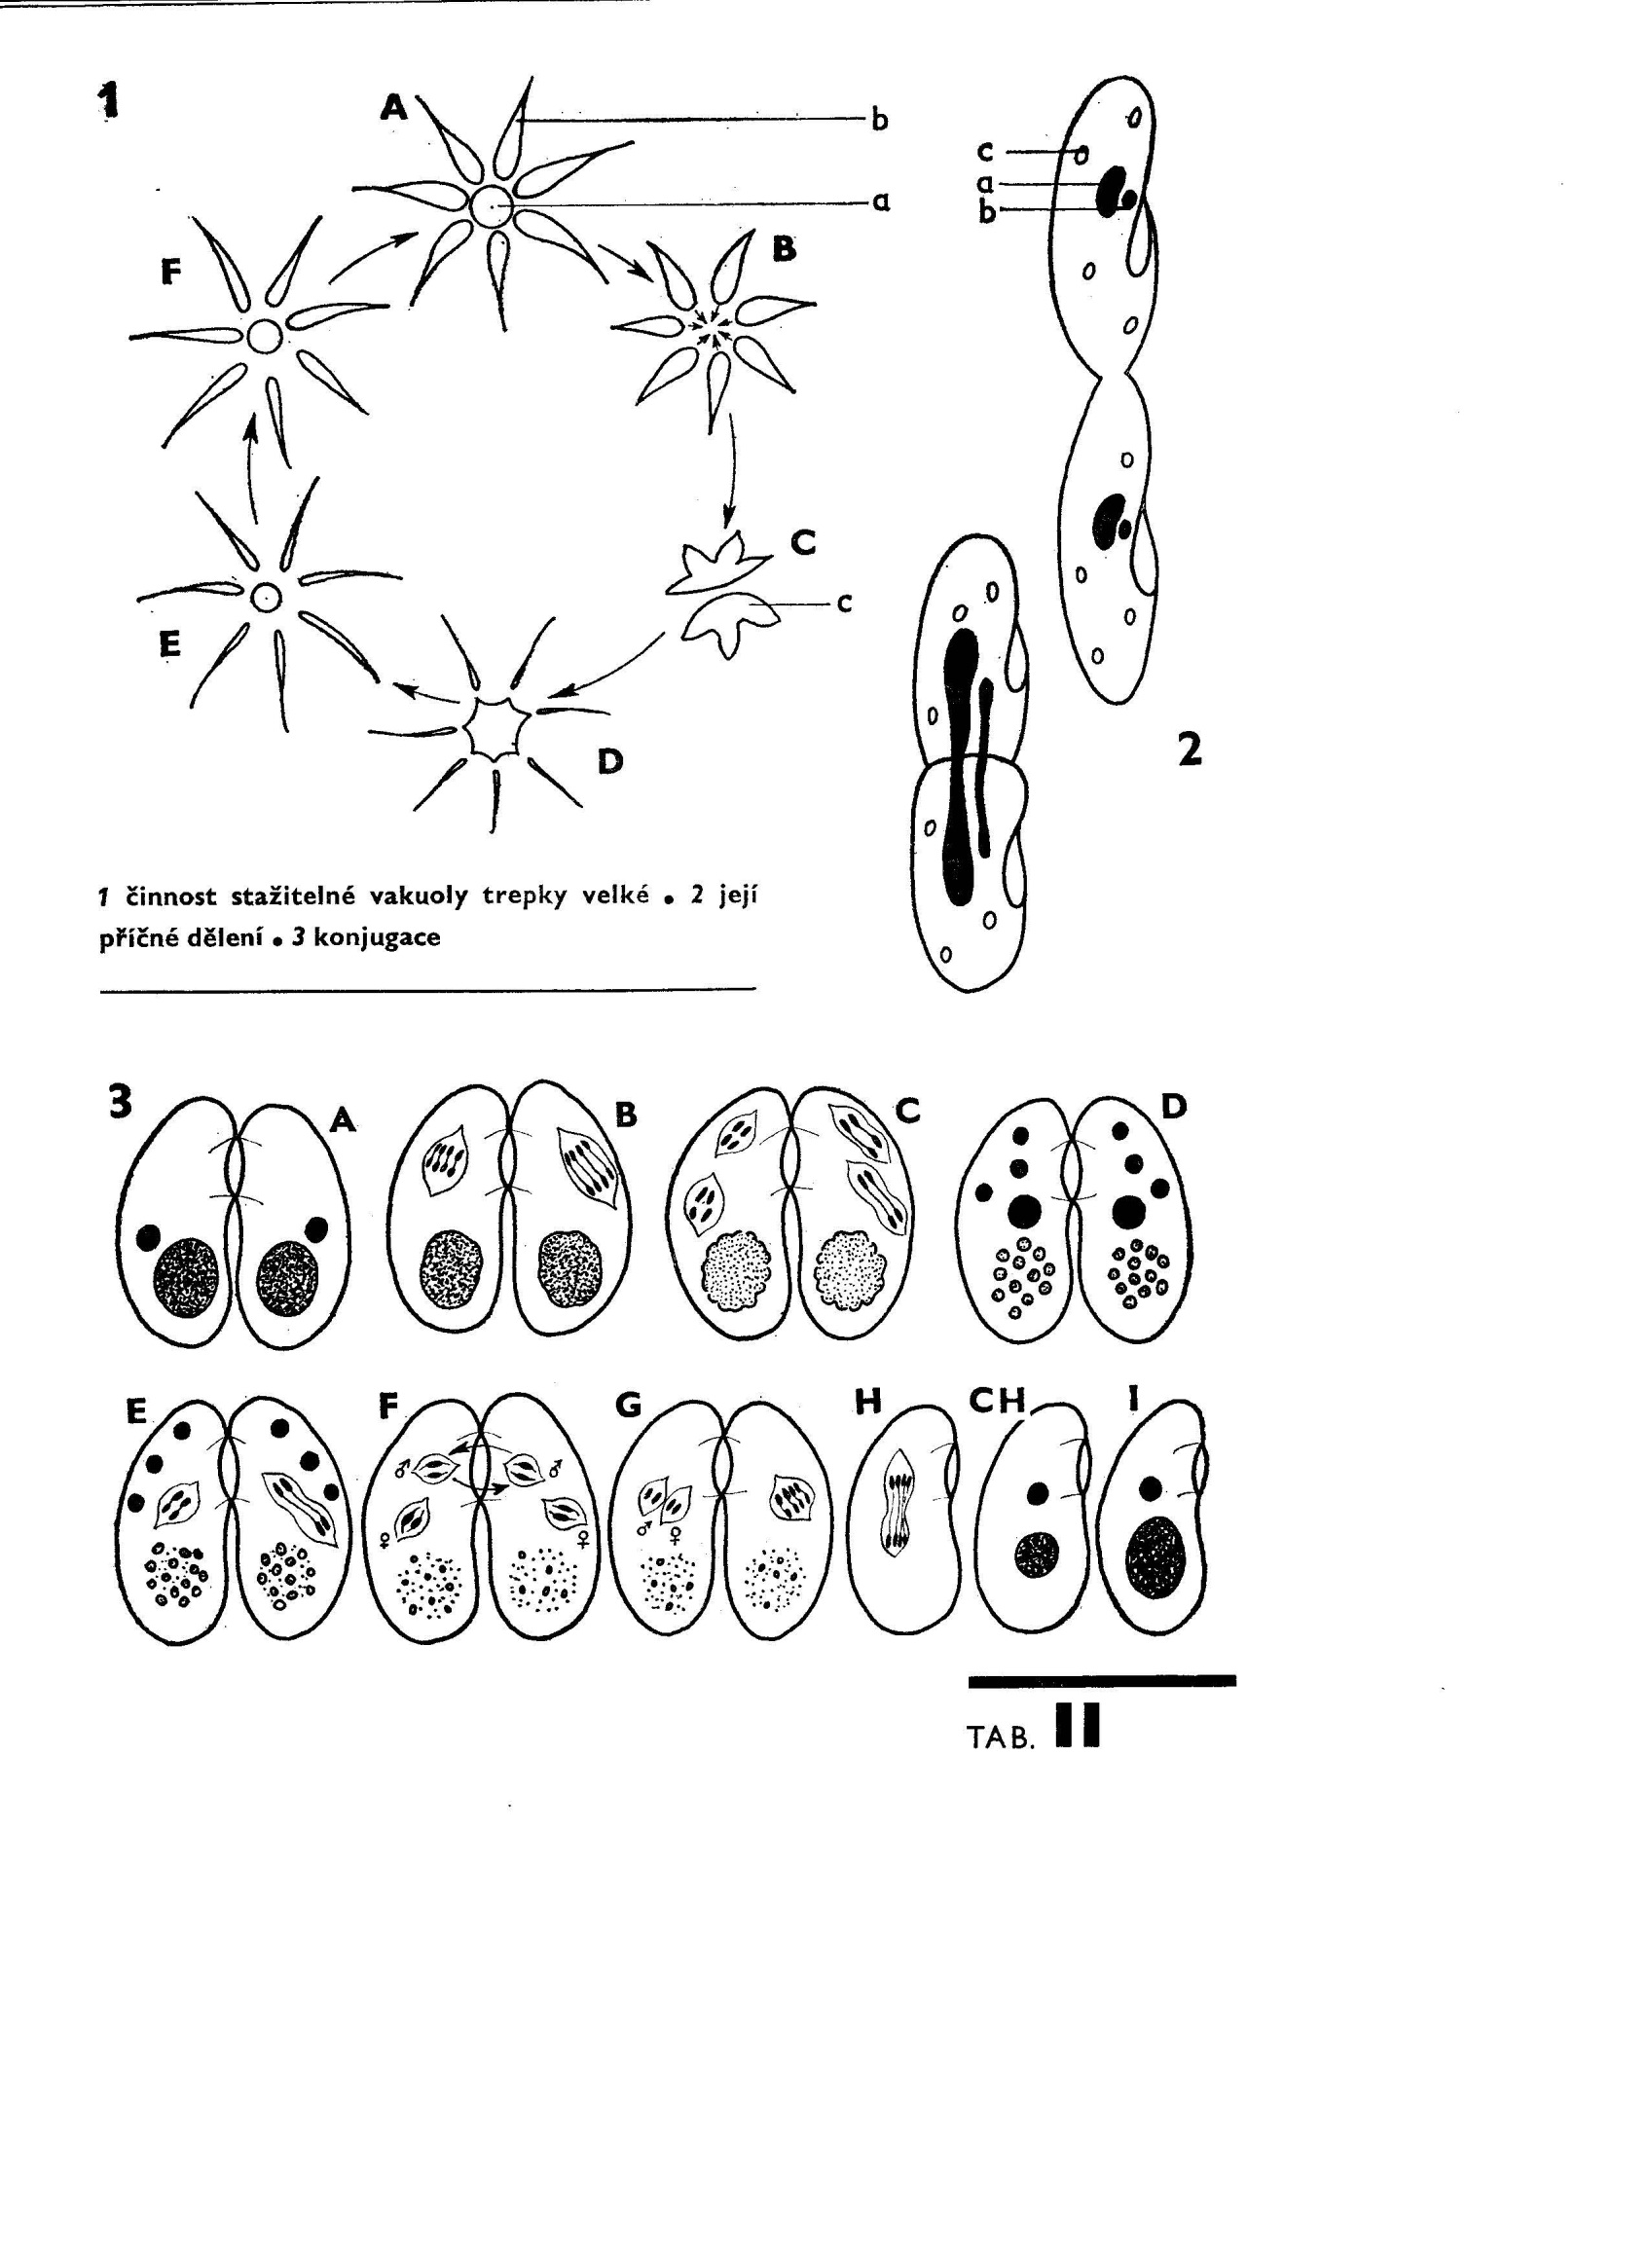 1
A
b
a
B
F
C
c
E
D
c
a
b
2
1 činnost stažitelné vakuoly trepky velké • 2 její
příčné dělení • 3 konjugace
3
A
B
C
D
E
F
G
H
CH
I
♂
♂
♀
♀
♂
♀
TAB. II